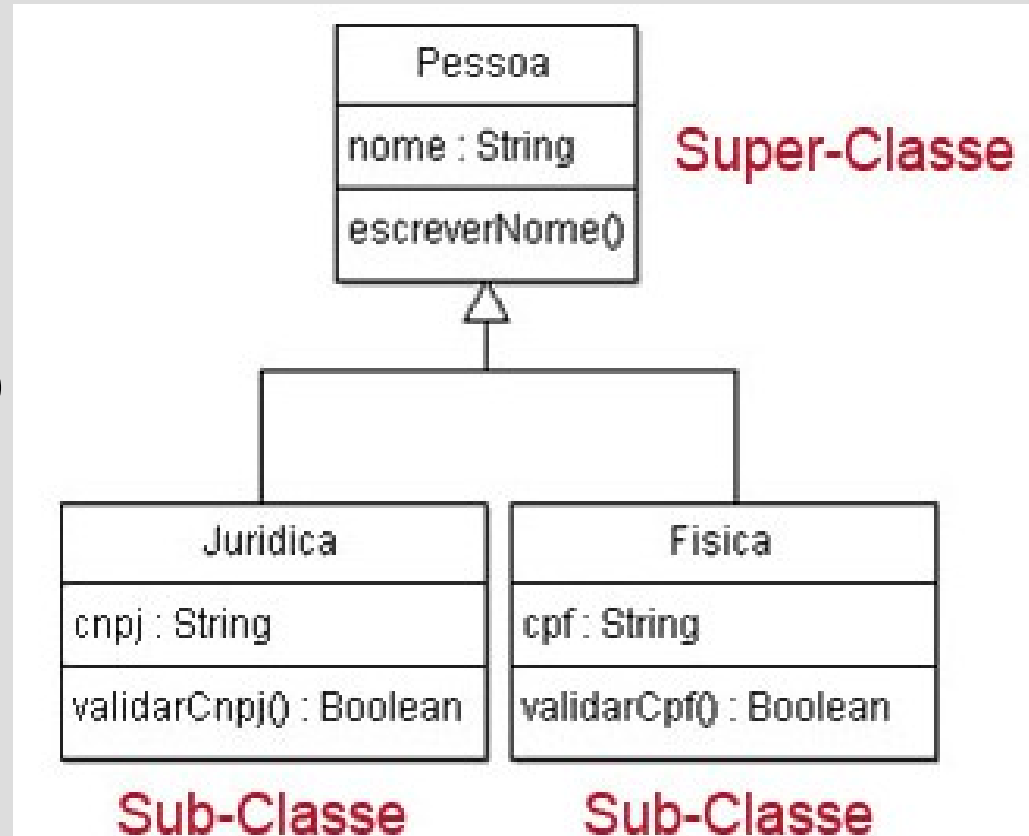 Pessoa
nome : String
Super-Classe
escreverNome()
Juridica
Fisica
cnpj : String
cpf : String
validarCnpj() : Boolean
validarCpf() : Boolean
Sub-Classe
Sub-Classe